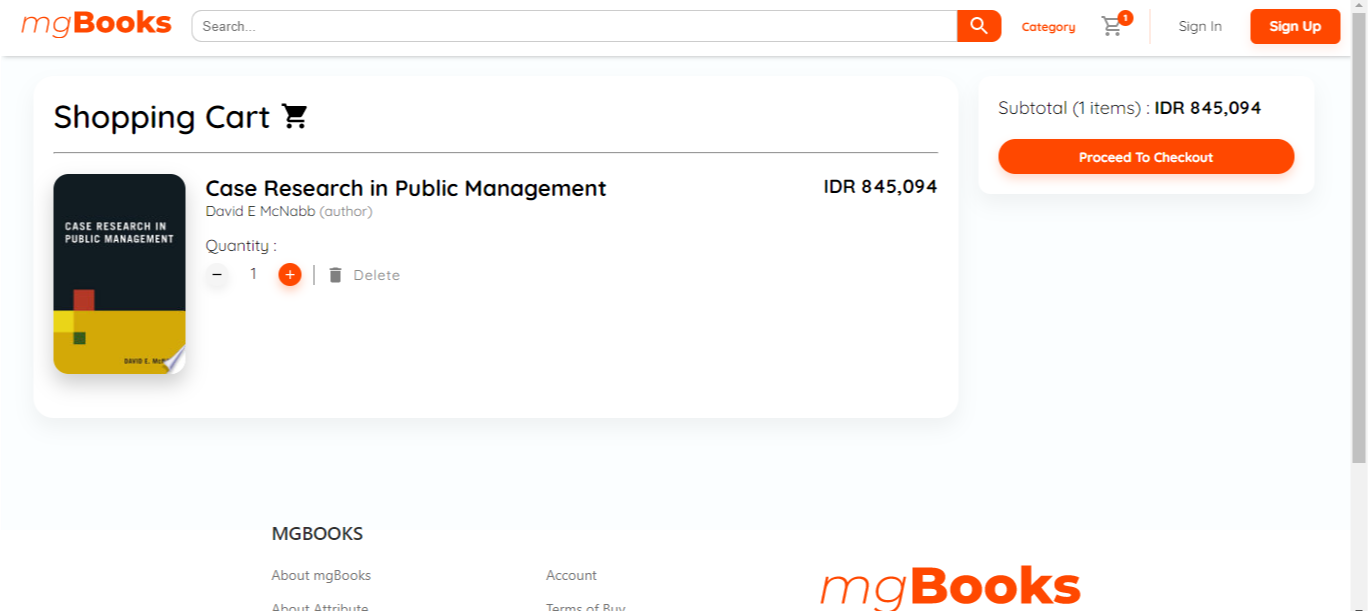 mgBooks
Search...
Category
1
Sign In
Sign Up
Shopping Cart
CASE RESEARCH IN
PUBLIC MANAGEMENT
DAVID E.
Case Research in Public Management
David E McNabb (author)
IDR 845,094
Quantity :
- 1 +
Delete
Subtotal (1 items) : IDR 845,094
Proceed To Checkout
MGBOOKS
About mgBooks
Account
mgBooks
About Attribute
Terms of Buy